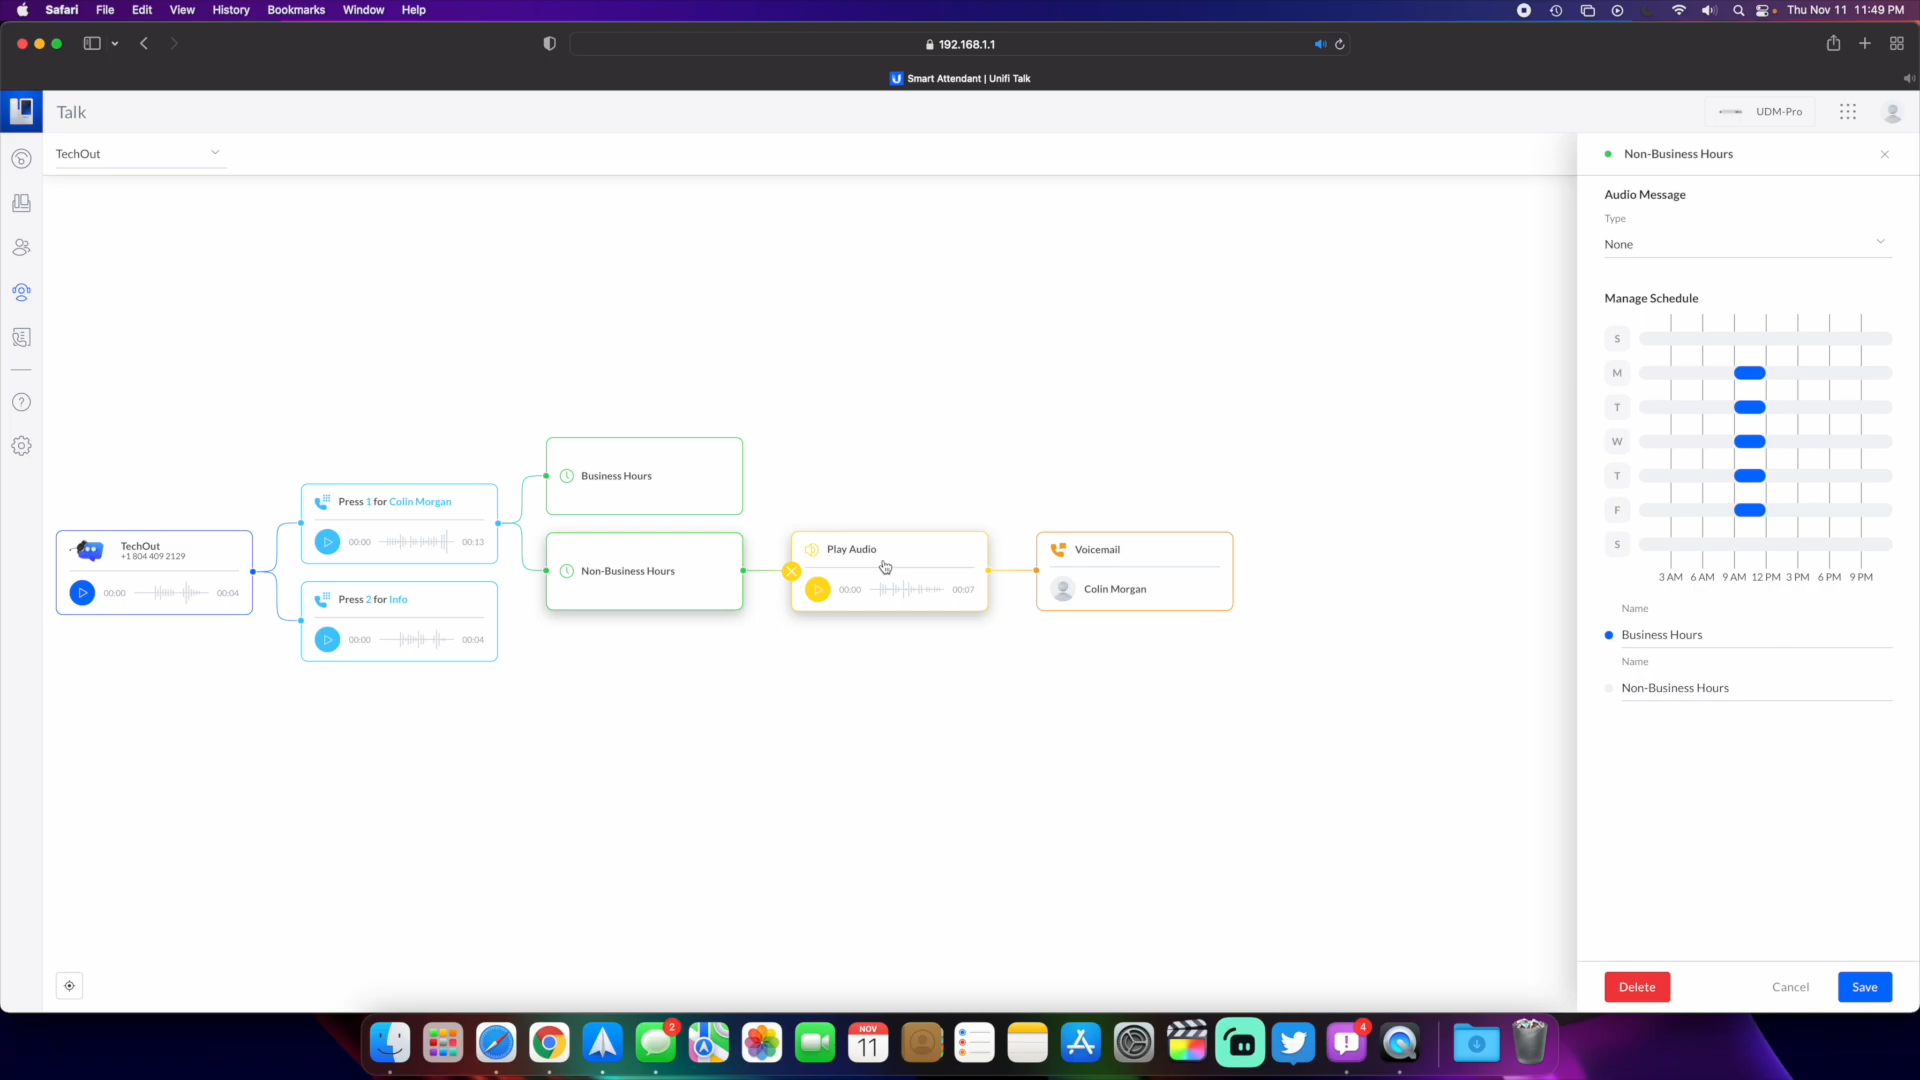 Safari File Edit View History Bookmarks Window Help
Thu Nov 11 11:49 PM
192.168.1.1
Smart Attendant | Unifi Talk
Talk
UDM-Pro
TechOut
Non-Business Hours
Audio Message
Type
None
Manage Schedule
S
M
T
W
T
F
S
3 AM 6 AM 9 AM 12 PM 3 PM 6 PM 9 PM
Name
Business Hours
Name
Non-Business Hours
TechOut
+1 804 409 2129
00:00 00:04
Press 1 for Colin Morgan
00:00 00:13
Press 2 for Info
00:00 00:04
Business Hours
Non-Business Hours
Play Audio
00:00 00:07
Voicemail
Colin Morgan
Delete Cancel Save
2
NOV
11
4